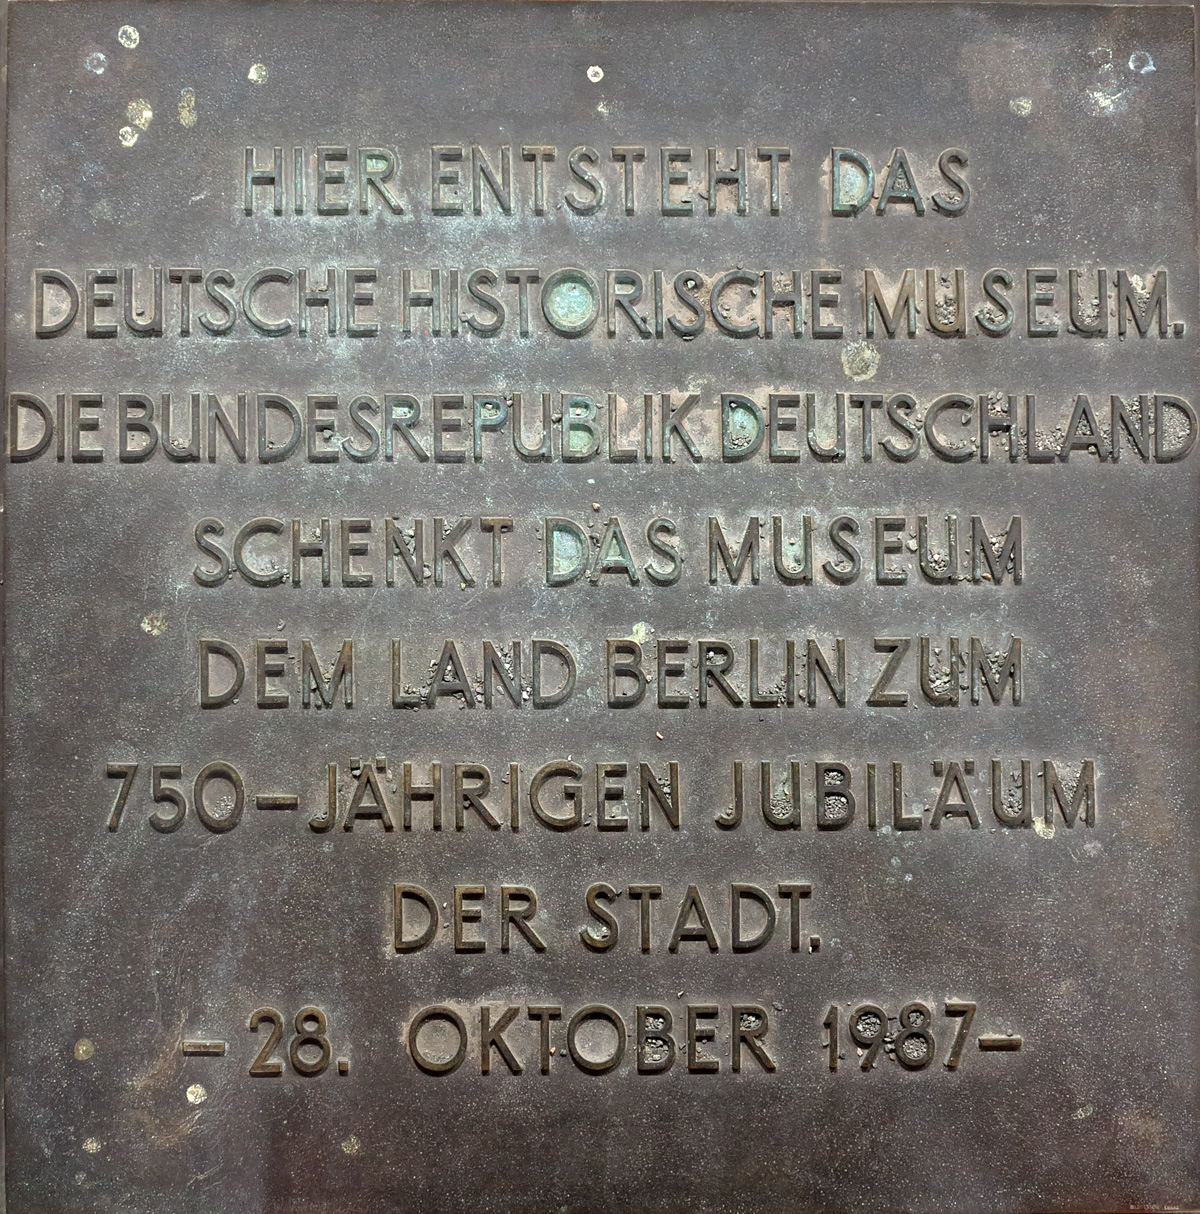 HIER ENTSTEHT DAS
DEUTSCHE HISTORISCHE MUSEUM.
DIE BUNDESREPUBLIK DEUTSCHLAND
SCHENKT DAS MUSEUM
DEM LAND BERLIN ZUM
750-JÄHRIGEN JUBILÄUM
DER STADT.
- 28. OKTOBER 1987-